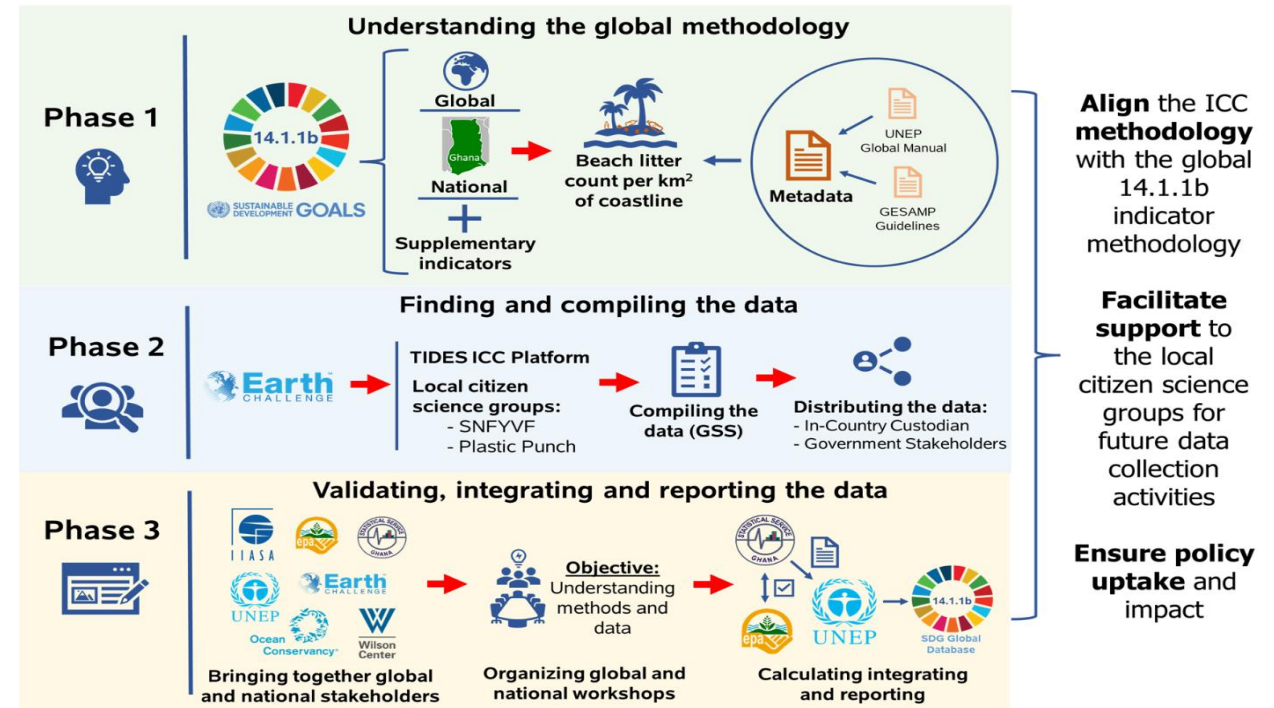 Understanding the global methodology
Phase 1
14.1.1b
SUSTAINABLE
DEVELOPMENT
GOALS
Global
Ghana
National
Supplementary
indicators
Beach litter
count per km²
of coastline
Metadata
UNEP
Global Manual
GESAMP
Guidelines
Finding and compiling the data
Phase 2
Earth
CHALLENGE
TIDES ICC Platform
Local citizen
science groups:
- SNFYVF
- Plastic Punch
Compiling the
data (GSS)
Distributing the data:
- In-Country Custodian
- Government Stakeholders
Validating, integrating and reporting the data
Phase 3
IIASA
epa
STATISTICAL SERVICE
GHANA
UNEP
Earth
CHALLENGE
Ocean
Conservancy
Wilson
Center
Bringing together global
and national stakeholders
Objective:
Understanding
methods and
data
Organizing global and
national workshops
STATISTICAL SERVICE
GHANA
epa
UNEP
14.1.1b
SDG Global
Database
Calculating integrating
and reporting
Align the ICC
methodology
with the global
14.1.1b
indicator
methodology
Facilitate
support to
the local
citizen science
groups for
future data
collection
activities
Ensure policy
uptake and
impact